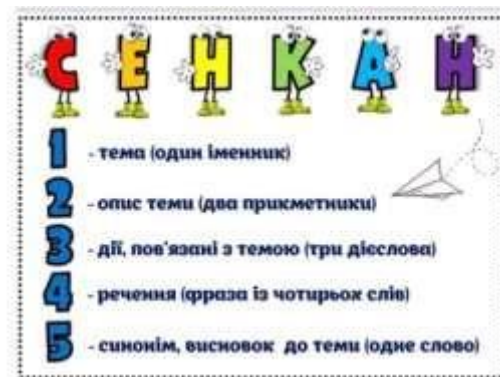 СЕНКАН
1 - тема (один іменник)
2 - опис теми (два прикметники)
3 - дії, пов'язані з темою (три дієслова)
4 - речення (фраза із чотирьох слів)
5 - синонім, висновок до теми (одне слово)